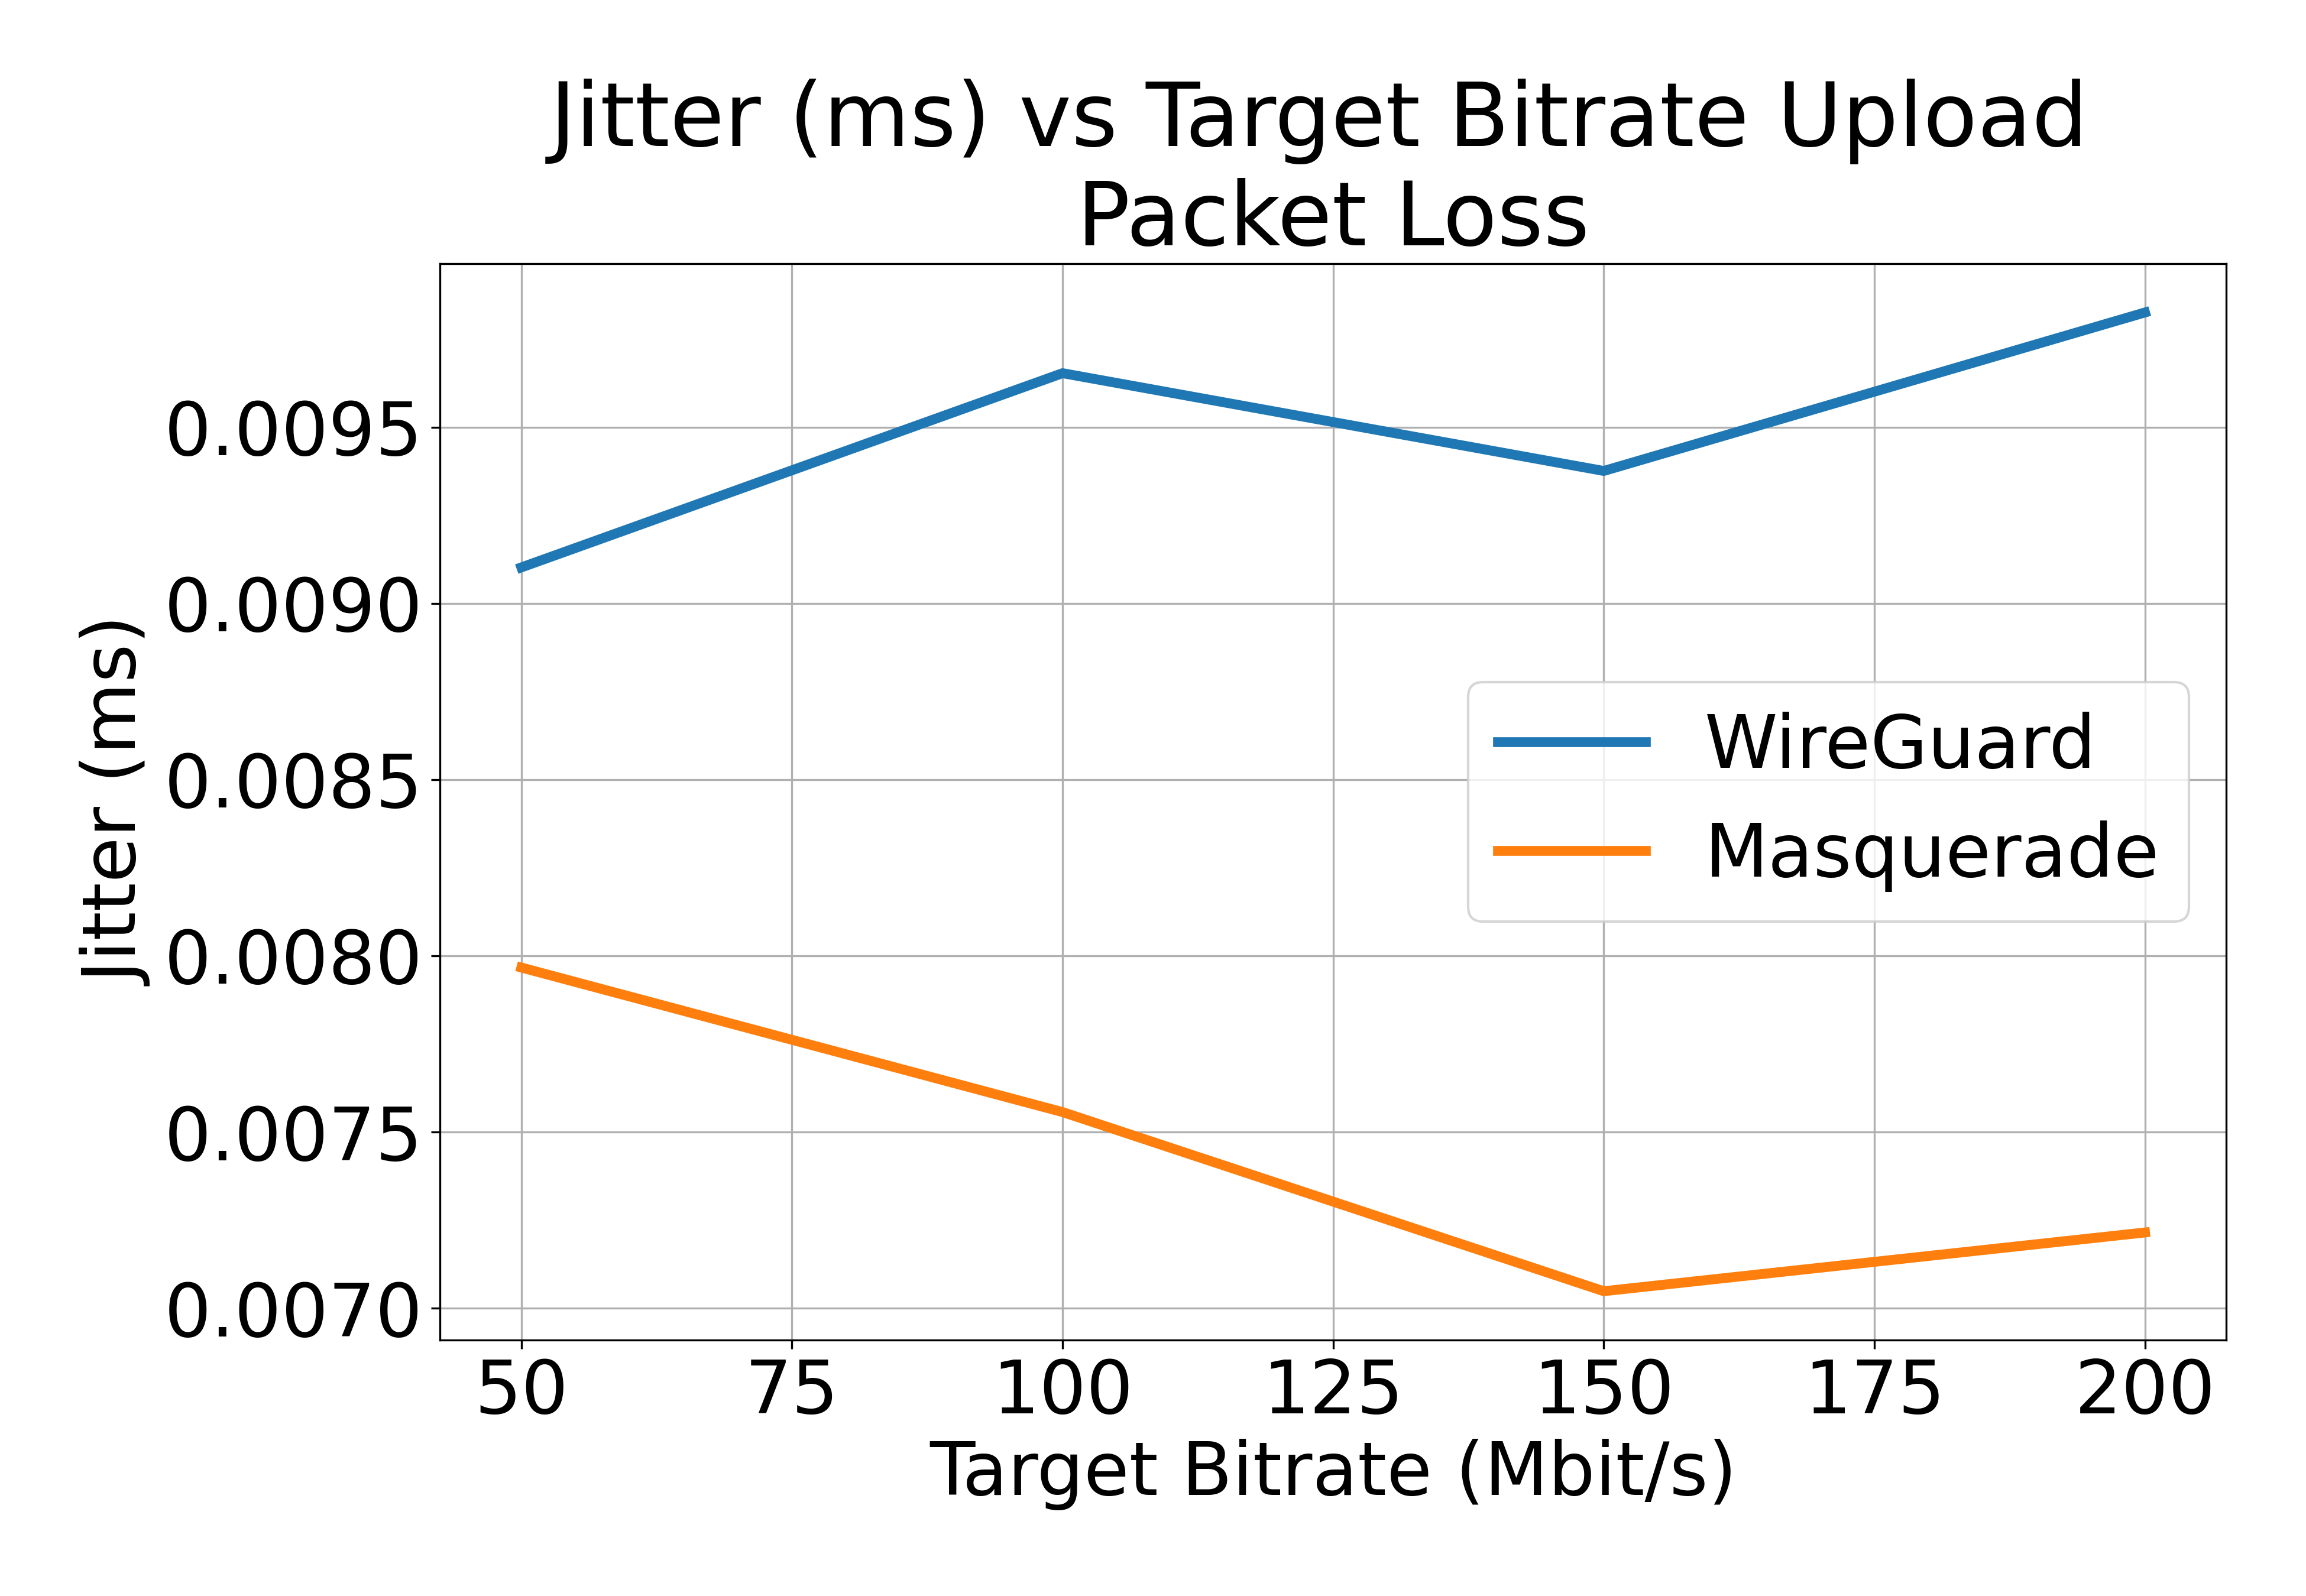 Jitter (ms) vs Target Bitrate Upload
Packet Loss
Jitter (ms)
0.0095
0.0090
0.0085
0.0080
0.0075
0.0070
WireGuard
Masquerade
50 75 100 125 150 175 200
Target Bitrate (Mbit/s)